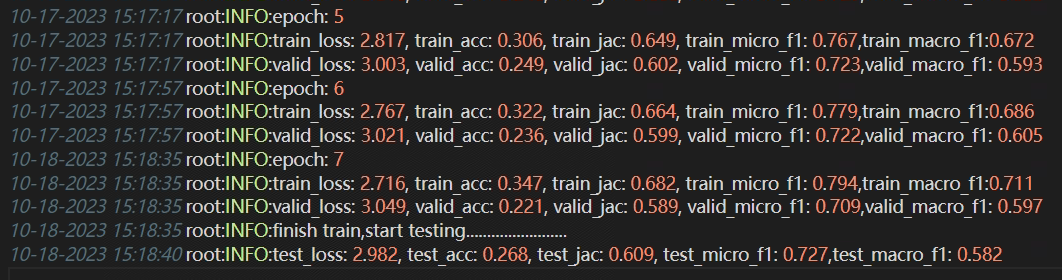 10-17-2023 15:17:17 root:INFO:epoch: 5
10-17-2023 15:17:17 root:INFO:train_loss: 2.817, train_acc: 0.306, train_jac: 0.649, train_micro_f1: 0.767,train_macro_f1:0.672
10-17-2023 15:17:17 root:INFO:valid_loss: 3.003, valid_acc: 0.249, valid_jac: 0.602, valid_micro_f1: 0.723,valid_macro_f1: 0.593
10-17-2023 15:17:57 root:INFO:epoch: 6
10-17-2023 15:17:57 root:INFO:train_loss: 2.767, train_acc: 0.322, train_jac: 0.664, train_micro_f1: 0.779,train_macro_f1:0.686
10-17-2023 15:17:57 root:INFO:valid_loss: 3.021, valid_acc: 0.236, valid_jac: 0.599, valid_micro_f1: 0.722,valid_macro_f1: 0.605
10-18-2023 15:18:35 root:INFO:epoch: 7
10-18-2023 15:18:35 root:INFO:train_loss: 2.716, train_acc: 0.347, train_jac: 0.682, train_micro_f1: 0.794,train_macro_f1:0.711
10-18-2023 15:18:35 root:INFO:valid_loss: 3.049, valid_acc: 0.221, valid_jac: 0.589, valid_micro_f1: 0.709,valid_macro_f1: 0.597
10-18-2023 15:18:35 root:INFO:finish train,start testing........................
10-18-2023 15:18:40 root:INFO:test_loss: 2.982, test_acc: 0.268, test_jac: 0.609, test_micro_f1: 0.727,test_macro_f1: 0.582